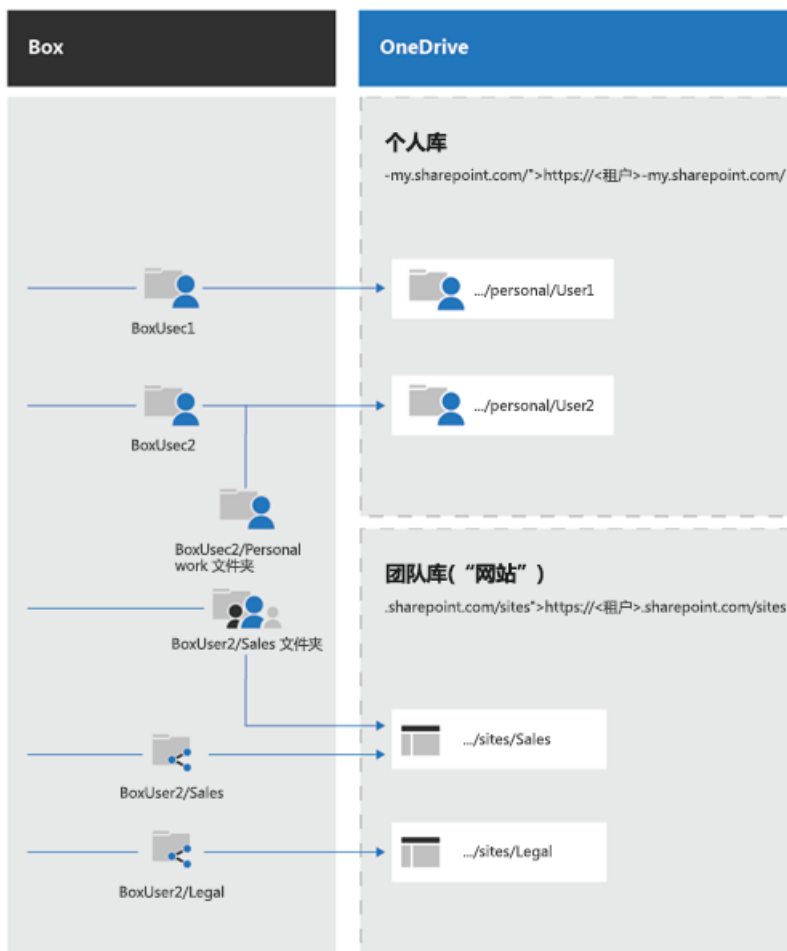 Box
OneDrive
个人库
-my.sharepoint.com/">https://<租户>-my.sharepoint.com/
BoxUsec1
.../personal/User1
BoxUsec2
.../personal/User2
BoxUsec2/Personal
work 文件夹
团队库(“网站”)
.sharepoint.com/sites">https://<租户>.sharepoint.com/sites
BoxUser2/Sales 文件夹
.../sites/Sales
BoxUser2/Sales
.../sites/Legal
BoxUser2/Legal